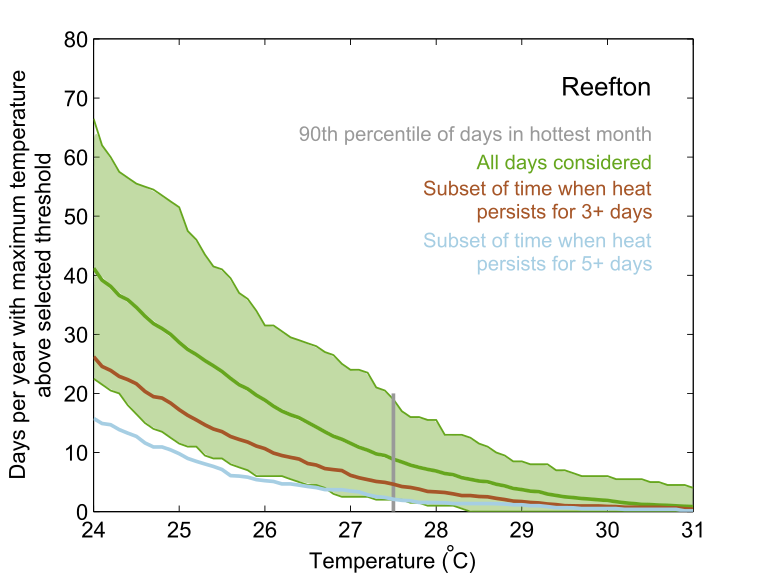 80
70
60
50
40
30
20
10
0
Days per year with maximum temperature
above selected threshold
Reefton
90th percentile of days in hottest month
All days considered
Subset of time when heat
persists for 3+ days
Subset of time when heat
persists for 5+ days
24 25 26 27 28 29 30 31
Temperature (°C)